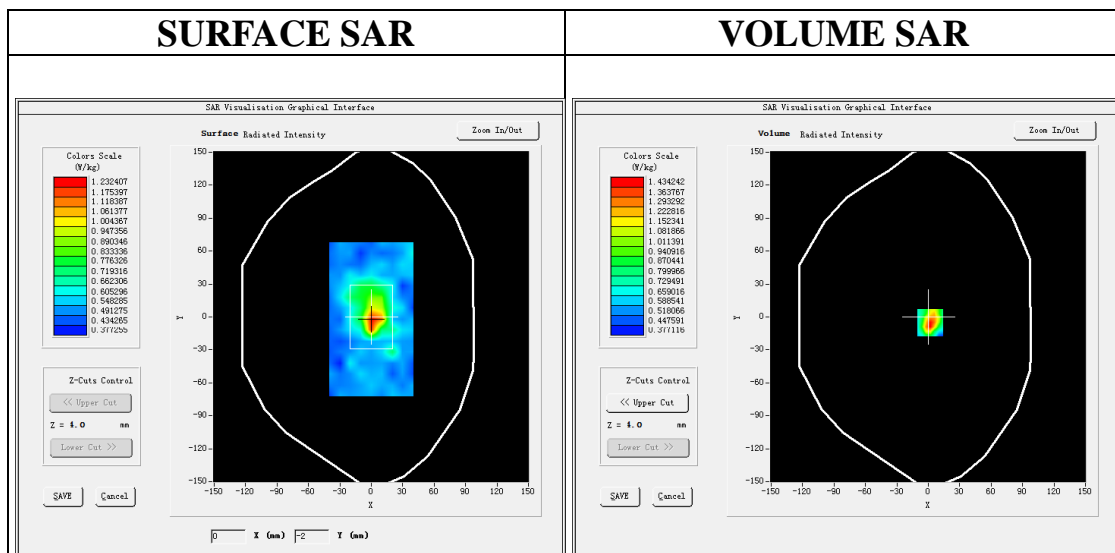 SURFACE SAR
VOLUME SAR
SAR Visualisation Graphical Interface
Surface Radiated Intensity
Zoom In/Out
Colors Scale
(W/kg)
1.232407
1.175397
1.118387
1.061377
1.004367
0.947356
0.890346
0.833336
0.776326
0.719316
0.662306
0.605296
0.548285
0.491275
0.434265
0.377255
150
120
90
60
30
0
-30
-60
-90
-120
-150
Y
-150 -120 -90 -60 -30 0 30 60 90 120 150
X
Z-Cuts Control
<< Upper Cut
Z = 4.0 mm
Lower Cut >>
SAVE Cancel
0 X (mm) -2 Y (mm)
SAR Visualisation Graphical Interface
Volume Radiated Intensity
Zoom In/Out
Colors Scale
(W/kg)
1.434242
1.363767
1.293292
1.222816
1.152341
1.081866
1.011391
0.940916
0.870441
0.799966
0.729491
0.659016
0.588541
0.518066
0.447591
0.377116
150
120
90
60
30
0
-30
-60
-90
-120
-150
Y
-150 -120 -90 -60 -30 0 30 60 90 120 150
X
Z-Cuts Control
<< Upper Cut
Z = 4.0 mm
Lower Cut >>
SAVE Cancel